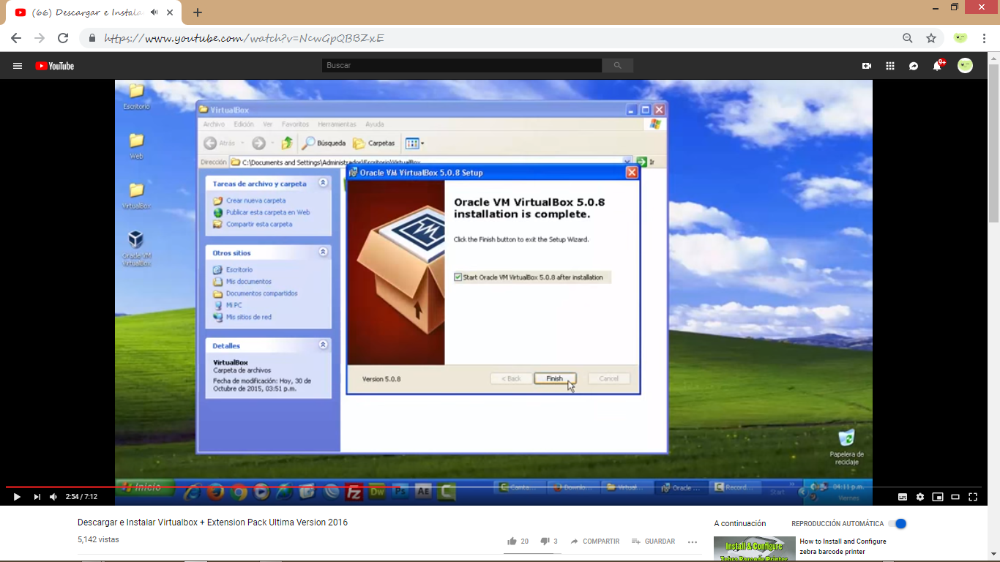 (66) Descargar e Instala
https://www.youtube.com/watch?v=NcwGpQBBZxE
YouTube
Buscar
9+
Escritorio
Web
VirtualBox
Oracle VM
VirtualBox
VirtualBox
Archivo Edición Ver Favoritos Herramientas Ayuda
Atrás Búsqueda Carpetas
Dirección C:\Documents and Settings\Administrador\Escritorio\VirtualBox Ir
Tareas de archivo y carpeta
Crear nueva carpeta
Publicar esta carpeta en Web
Compartir esta carpeta
Otros sitios
Escritorio
Mis documentos
Documentos compartidos
Mi PC
Mis sitios de red
Detalles
VirtualBox
Carpeta de archivos
Fecha de modificación: Hoy, 30 de
Octubre de 2015, 03:51 p.m.
Oracle VM VirtualBox 5.0.8 Setup
Oracle VM VirtualBox 5.0.8
installation is complete.
Click the Finish button to exit the Setup Wizard.
Start Oracle VM VirtualBox 5.0.8 after installation
Version 5.0.8
< Back Finish Cancel
Papelera de
reciclaje
Inicio
Fz Dw Ps AE C
Camta... Downlo... Virtual... Oracle ... Record...
Start
04:11 p.m.
Viernes
2:54 / 7:12
Descargar e Instalar Virtualbox + Extension Pack Ultima Version 2016
5,142 vistas
20 3 COMPARTIR GUARDAR
A continuación REPRODUCCIÓN AUTOMÁTICA
Install & Configure
Zebra Barcode Printer
How to Install and Configure
zebra barcode printer